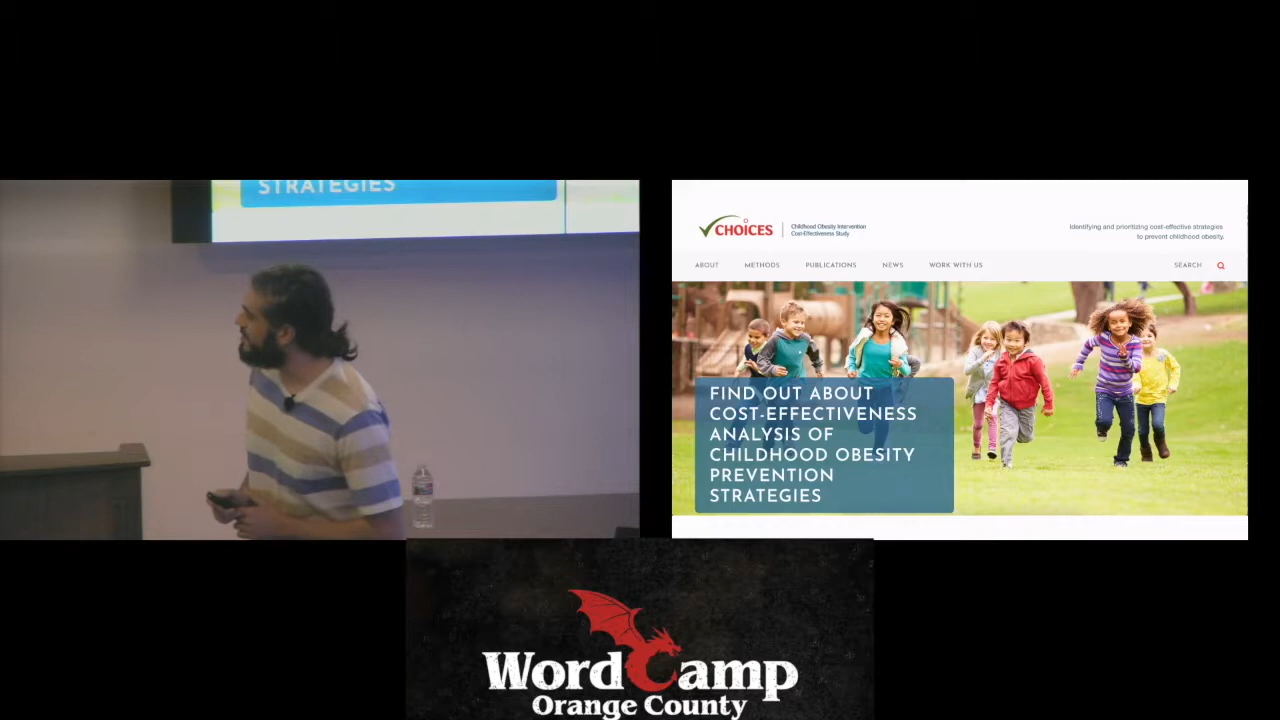 STRATEGIES
CHOICES
Childhood Obesity Intervention
Cost-Effectiveness Study
Identifying and prioritizing cost-effective strategies
to prevent childhood obesity.
ABOUT METHODS PUBLICATIONS NEWS WORK WITH US SEARCH
FIND OUT ABOUT
COST-EFFECTIVENESS
ANALYSIS OF
CHILDHOOD OBESITY
PREVENTION
STRATEGIES
WordCamp
Orange County